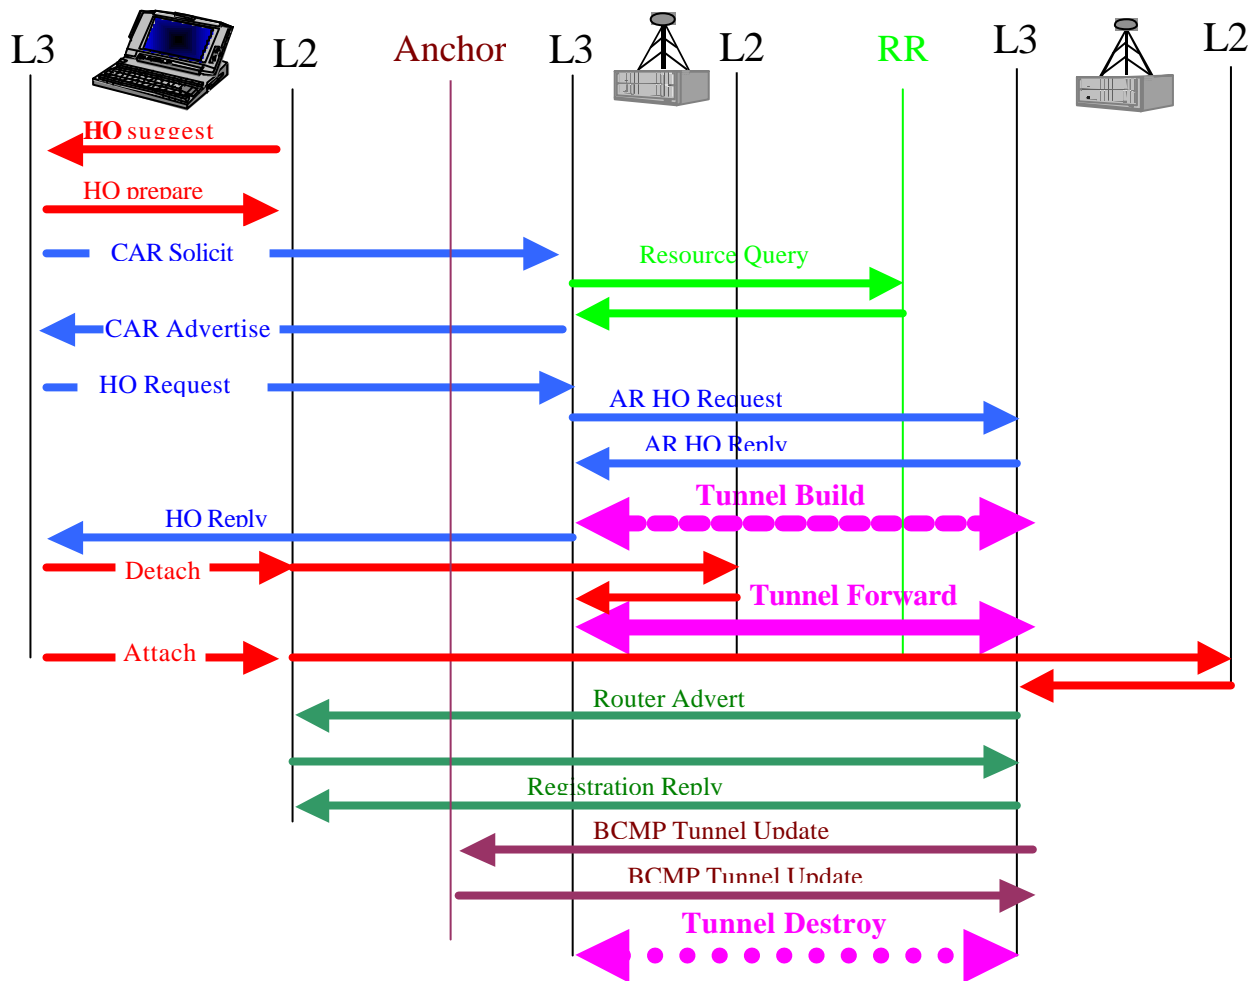 L3
L2
Anchor
L3
L2
RR
L3
L2
HO suggest
HO prepare
CAR Solicit
Resource Query
CAR Advertise
HO Request
AR HO Request
AR HO Reply
Tunnel Build
HO Reply
Detach
Tunnel Forward
Attach
Router Advert
Registration Reply
BCMP Tunnel Update
BCMP Tunnel Update
Tunnel Destroy